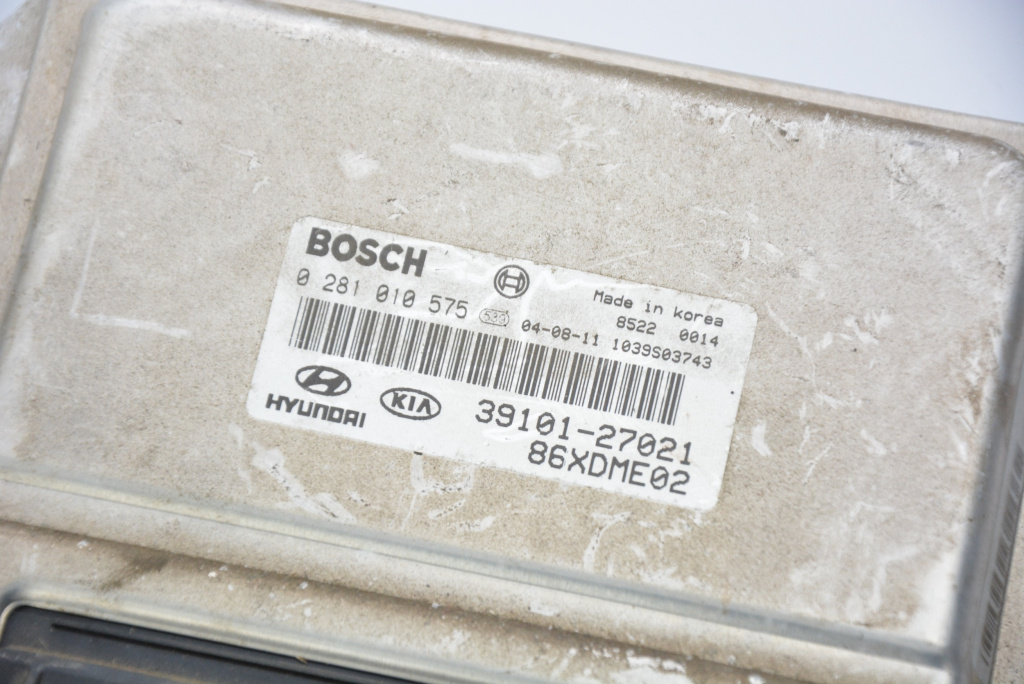 BOSCH
0 281 010 575
Made in Korea
8522 0014
04-08-11 1039S03743
HYUNDAI
KIA
39101-27021
86XDME02